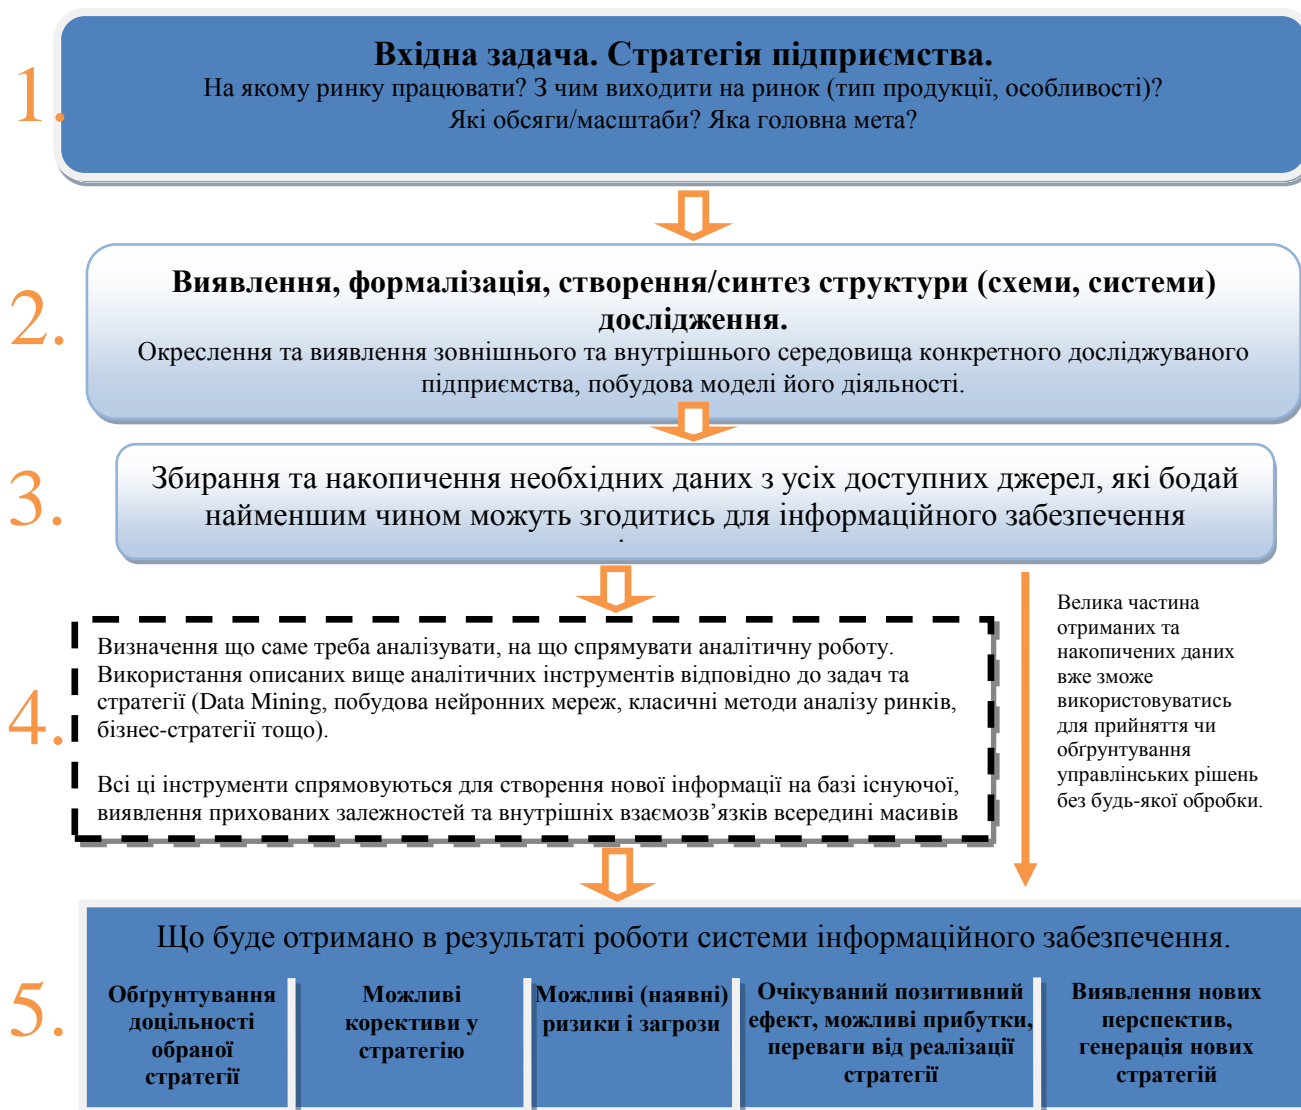 1.
Вхідна задача. Стратегія підприємства.
На якому ринку працювати? З чим виходити на ринок (тип продукції, особливості)?
Які обсяги/масштаби? Яка головна мета?
2.
Виявлення, формалізація, створення/синтез структури (схеми, системи)
дослідження.
Окреслення та виявлення зовнішнього та внутрішнього середовища конкретного досліджуваного
підприємства, побудова моделі його діяльності.
3.
Збирання та накопичення необхідних даних з усіх доступних джерел, які бодай
найменшим чином можуть згодитись для інформаційного забезпечення
4.
Визначення що саме треба аналізувати, на що спрямувати аналітичну роботу.
Використання описаних вище аналітичних інструментів відповідно до задач та
стратегії (Data Mining, побудова нейронних мереж, класичні методи аналізу ринків,
бізнес-стратегії тощо).
Всі ці інструменти спрямовуються для створення нової інформації на базі існуючої,
виявлення прихованих залежностей та внутрішніх взаємозв’язків всередині масивів
Велика частина
отриманих та
накопичених даних
вже зможе
використовуватись
для прийняття чи
обґрунтування
управлінських рішень
без будь-якої обробки.
5.
Що буде отримано в результаті роботи системи інформаційного забезпечення.
Обґрунтування
доцільності
обраної
стратегії
Можливі
корективи у
стратегію
Можливі (наявні)
ризики і загрози
Очікуваний позитивний
ефект, можливі прибутки,
переваги від реалізації
стратегії
Виявлення нових
перспектив,
генерація нових
стратегій